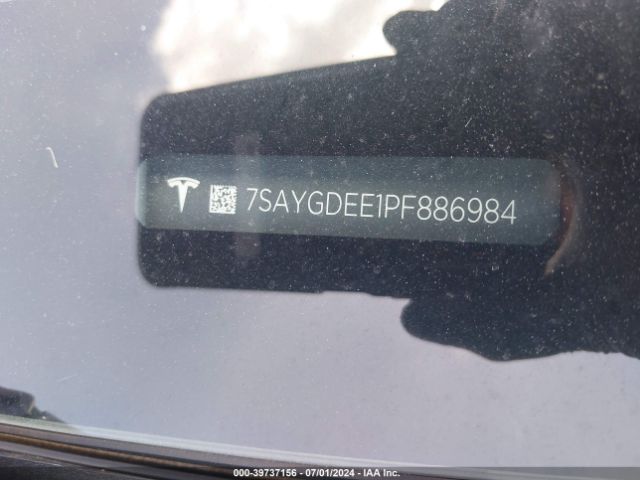 7SAYGDEE1PF886984
000-39737156 - 07/01/2024 - IAA Inc.